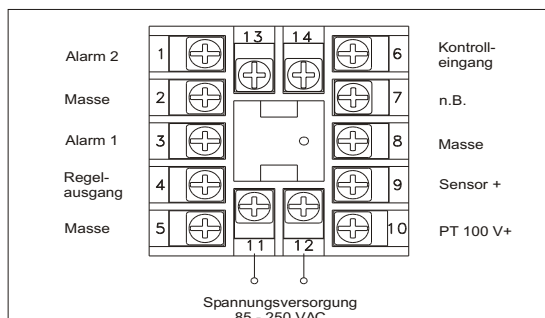 13 14
Alarm 2 1 6 Kontroll-
eingang
Masse 2 7 n.B.
Alarm 1 3 8 Masse
Regel-
ausgang 4 9 Sensor +
Masse 5 10 PT 100 V+
11 12
Spannungsversorgung
85 - 250 VAC